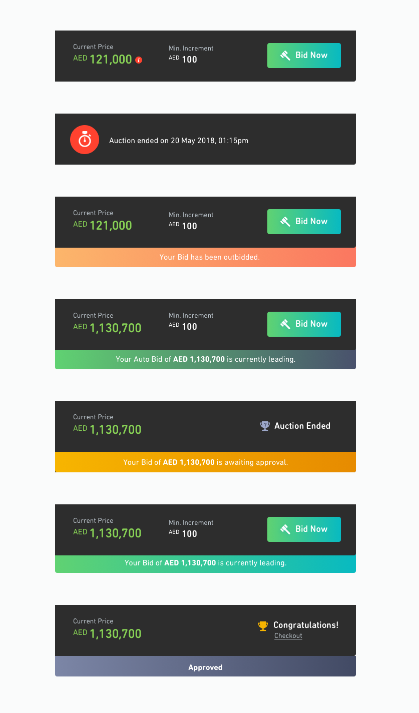 Current Price Min. Increment
AED 121,000 AED 100 Bid Now
Auction ended on 20 May 2018, 01:15pm
Current Price Min. Increment
AED 121,000 AED 100 Bid Now
Your Bid has been outbidded.
Current Price Min. Increment
AED 1,130,700 AED 100 Bid Now
Your Auto Bid of AED 1,130,700 is currently leading.
Current Price
AED 1,130,700 Auction Ended
Your Bid of AED 1,130,700 is awaiting approval.
Current Price Min. Increment
AED 1,130,700 AED 100 Bid Now
Your Bid of AED 1,130,700 is currently leading.
Current Price Congratulations!
AED 1,130,700 Checkout
Approved